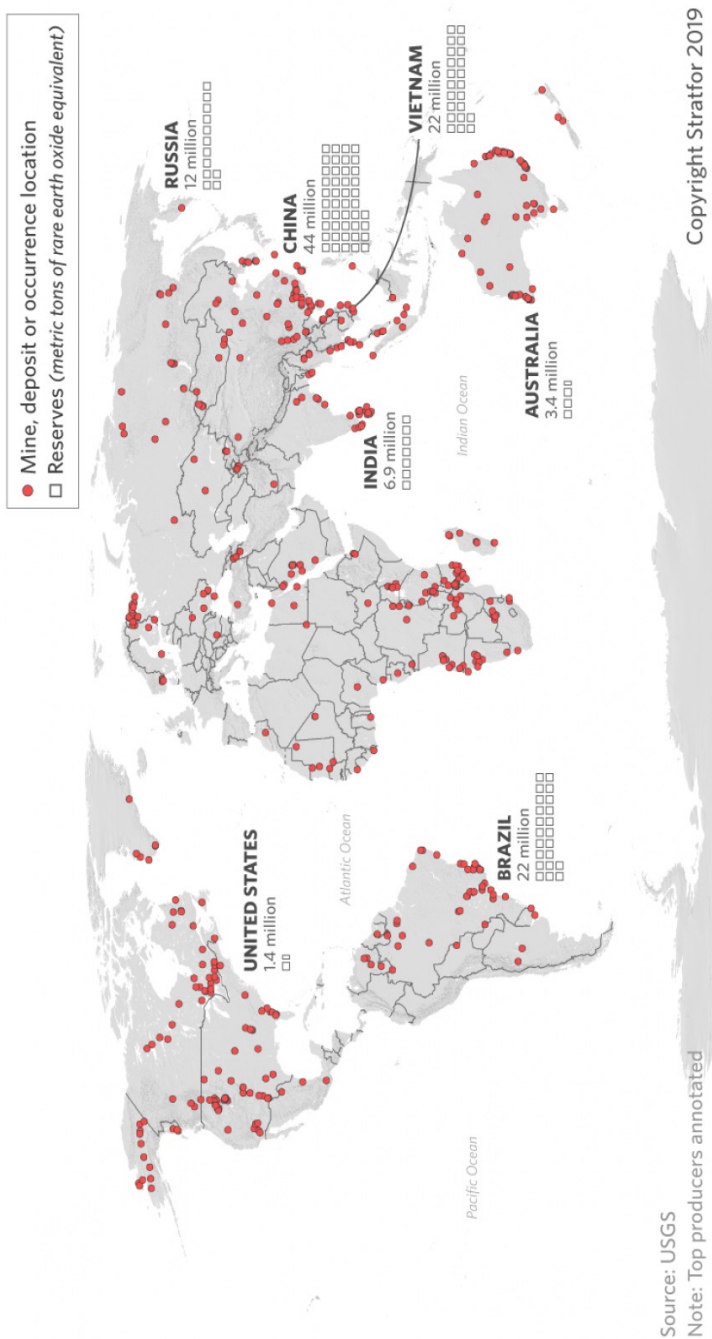 Mine, deposit or occurrence location
Reserves (metric tons of rare earth oxide equivalent)
RUSSIA
12 million
CHINA
44 million
VIETNAM
22 million
UNITED STATES
1.4 million
INDIA
6.9 million
Atlantic Ocean
Indian Ocean
Pacific Ocean
BRAZIL
22 million
AUSTRALIA
3.4 million
Source: USGS
Note: Top producers annotated
Copyright Stratfor 2019